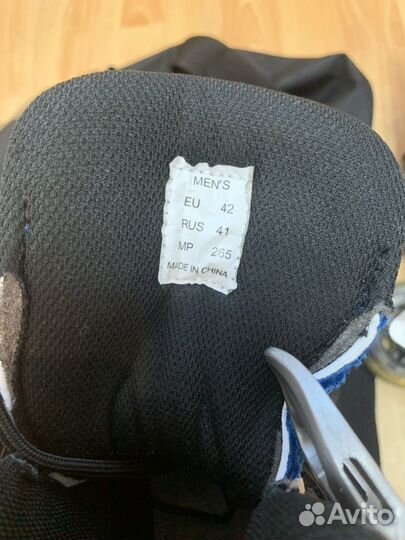 MEN'S
EU 42
RUS 41
MP 265
MADE IN CHINA
Avito